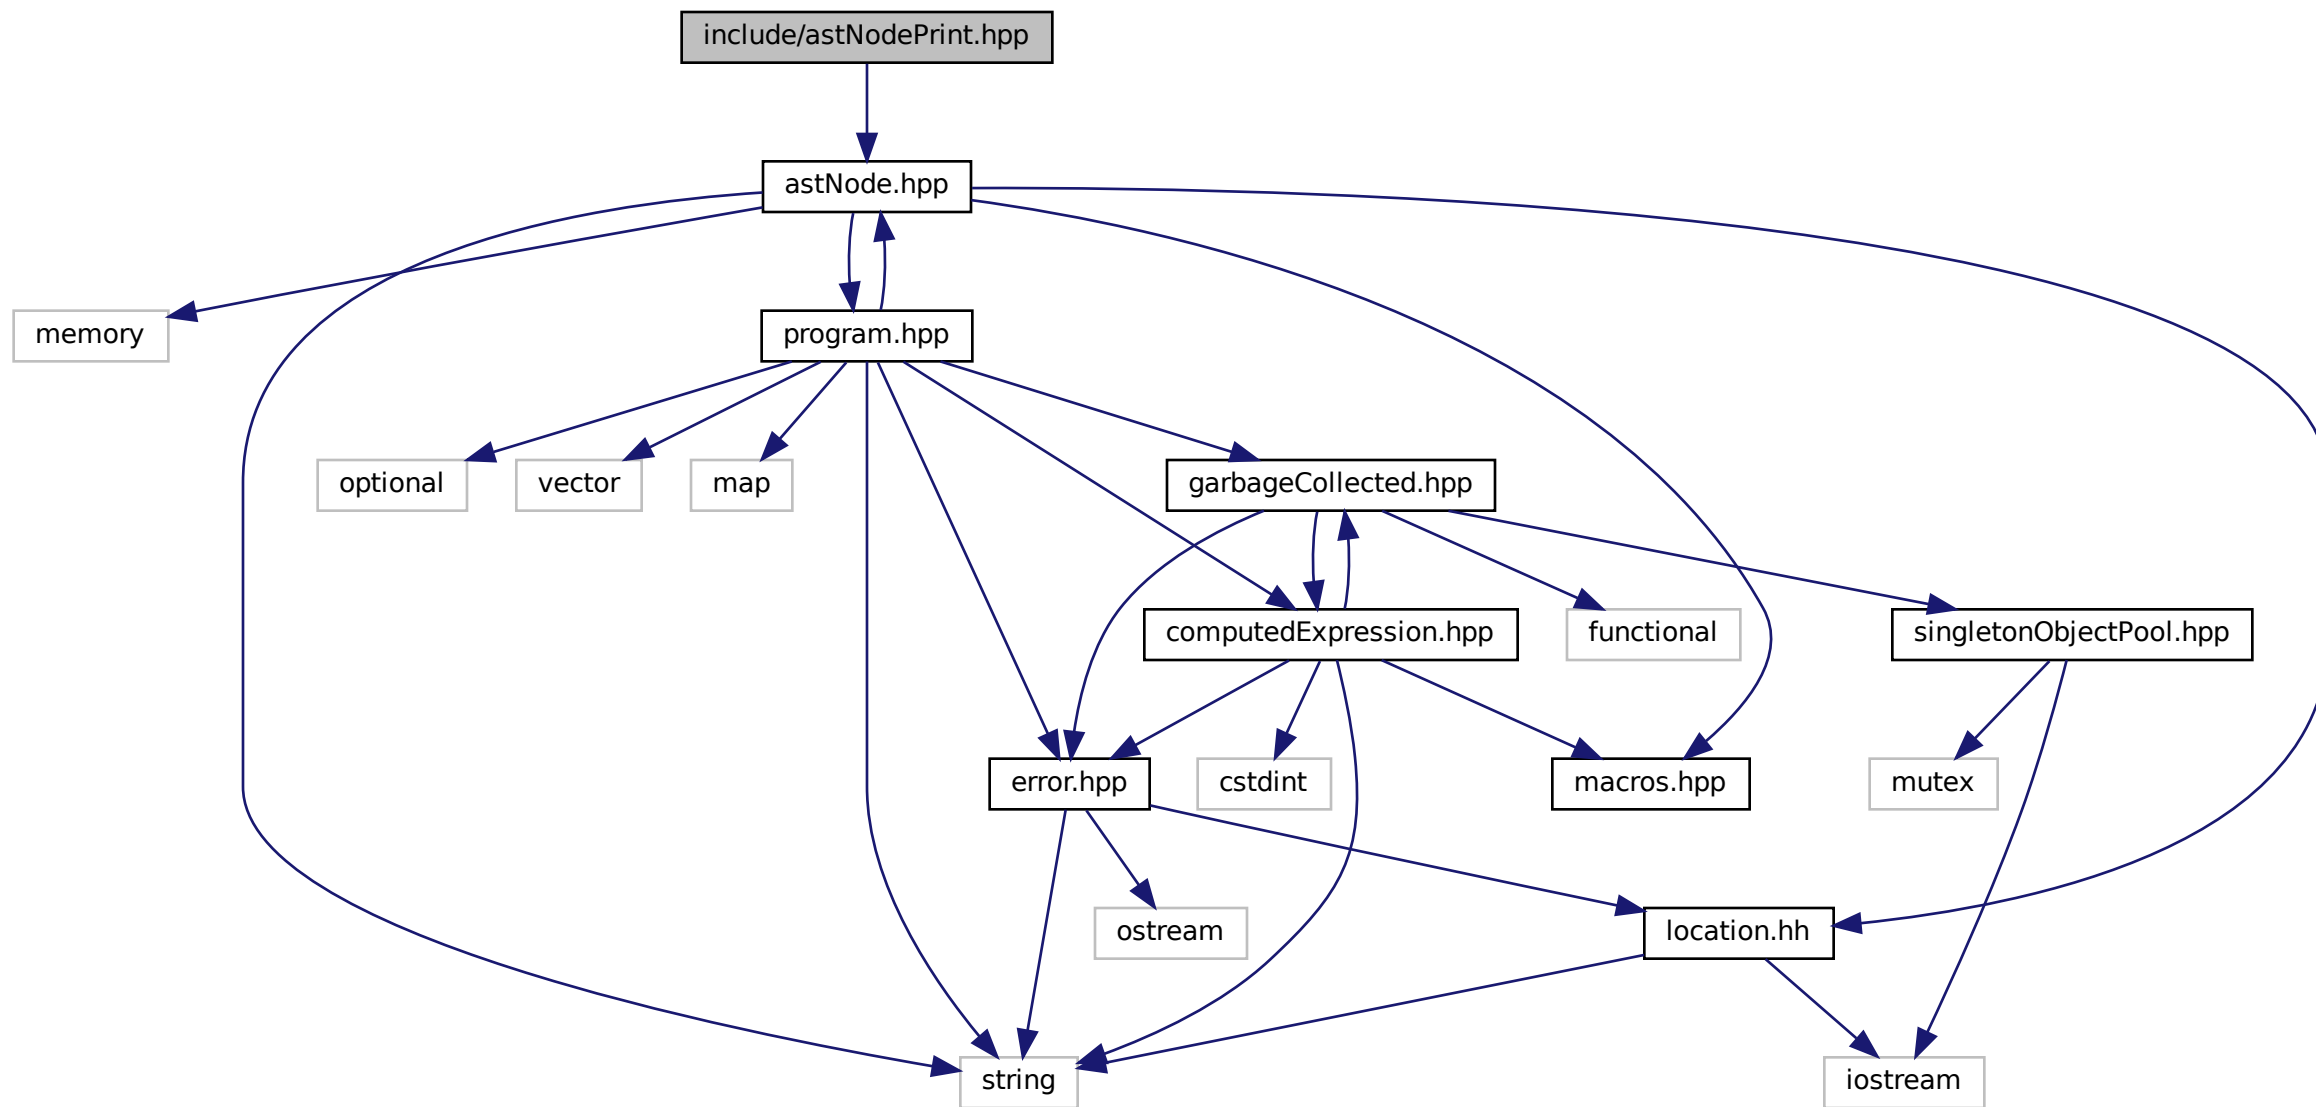 include/astNodePrint.hpp
astNode.hpp
memory
program.hpp
optional
vector
map
garbageCollected.hpp
computedExpression.hpp
functional
singletonObjectPool.hpp
error.hpp
cstdint
macros.hpp
mutex
ostream
location.hh
string
iostream